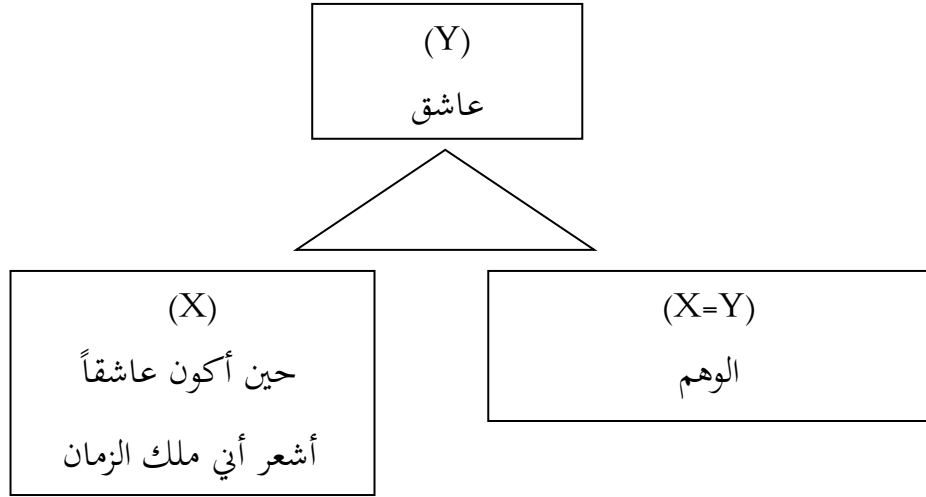 (Y)
عاشق
(X)
حين أكون عاشقاً
أشعر أني ملك الزمان
(X=Y)
الوهم